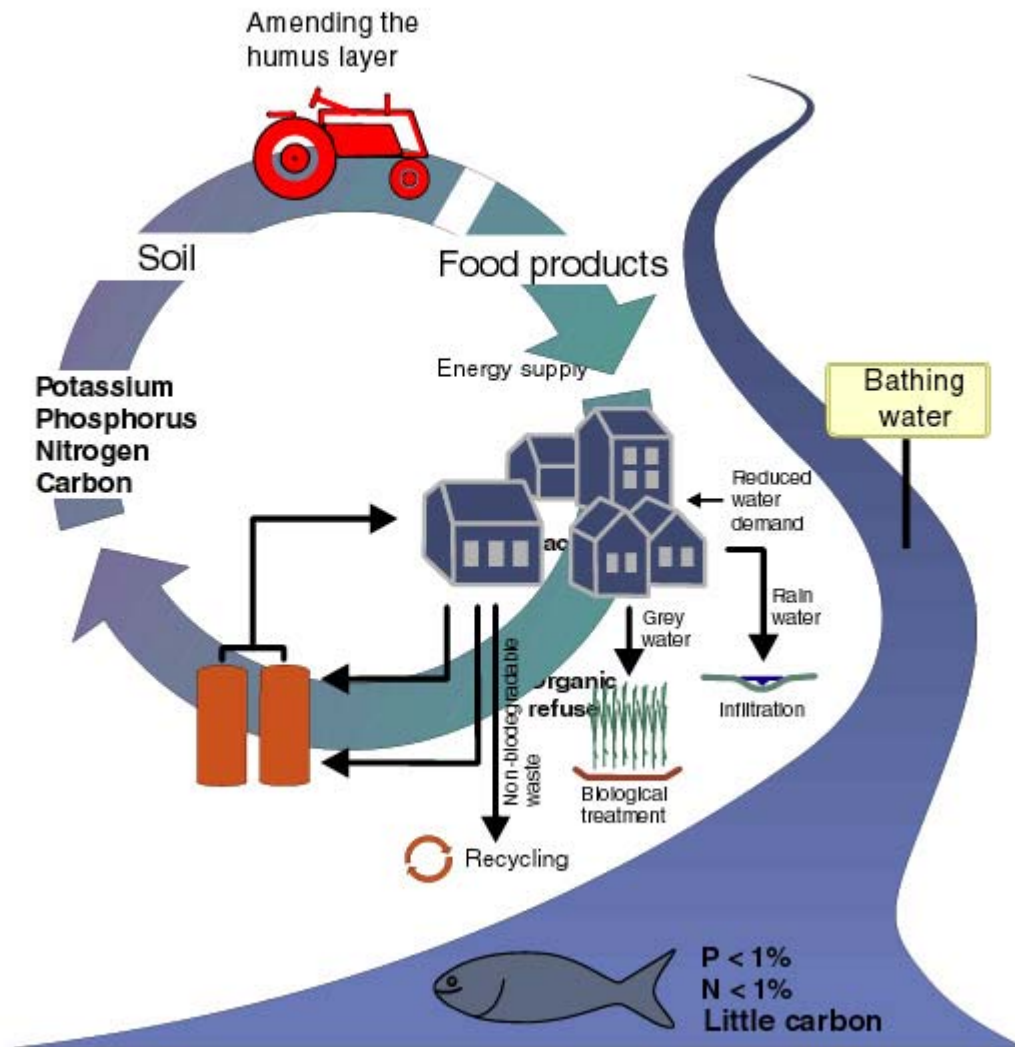 Amending the
humus layer
Soil
Food products
Energy supply
Potassium
Phosphorus
Nitrogen
Carbon
Bathing
water
Reduced
water
demand
Rain
water
Grey
water
Organic
refuse
Non-biodegradable
waste
Infiltration
Biological
treatment
Recycling
P < 1%
N < 1%
Little carbon